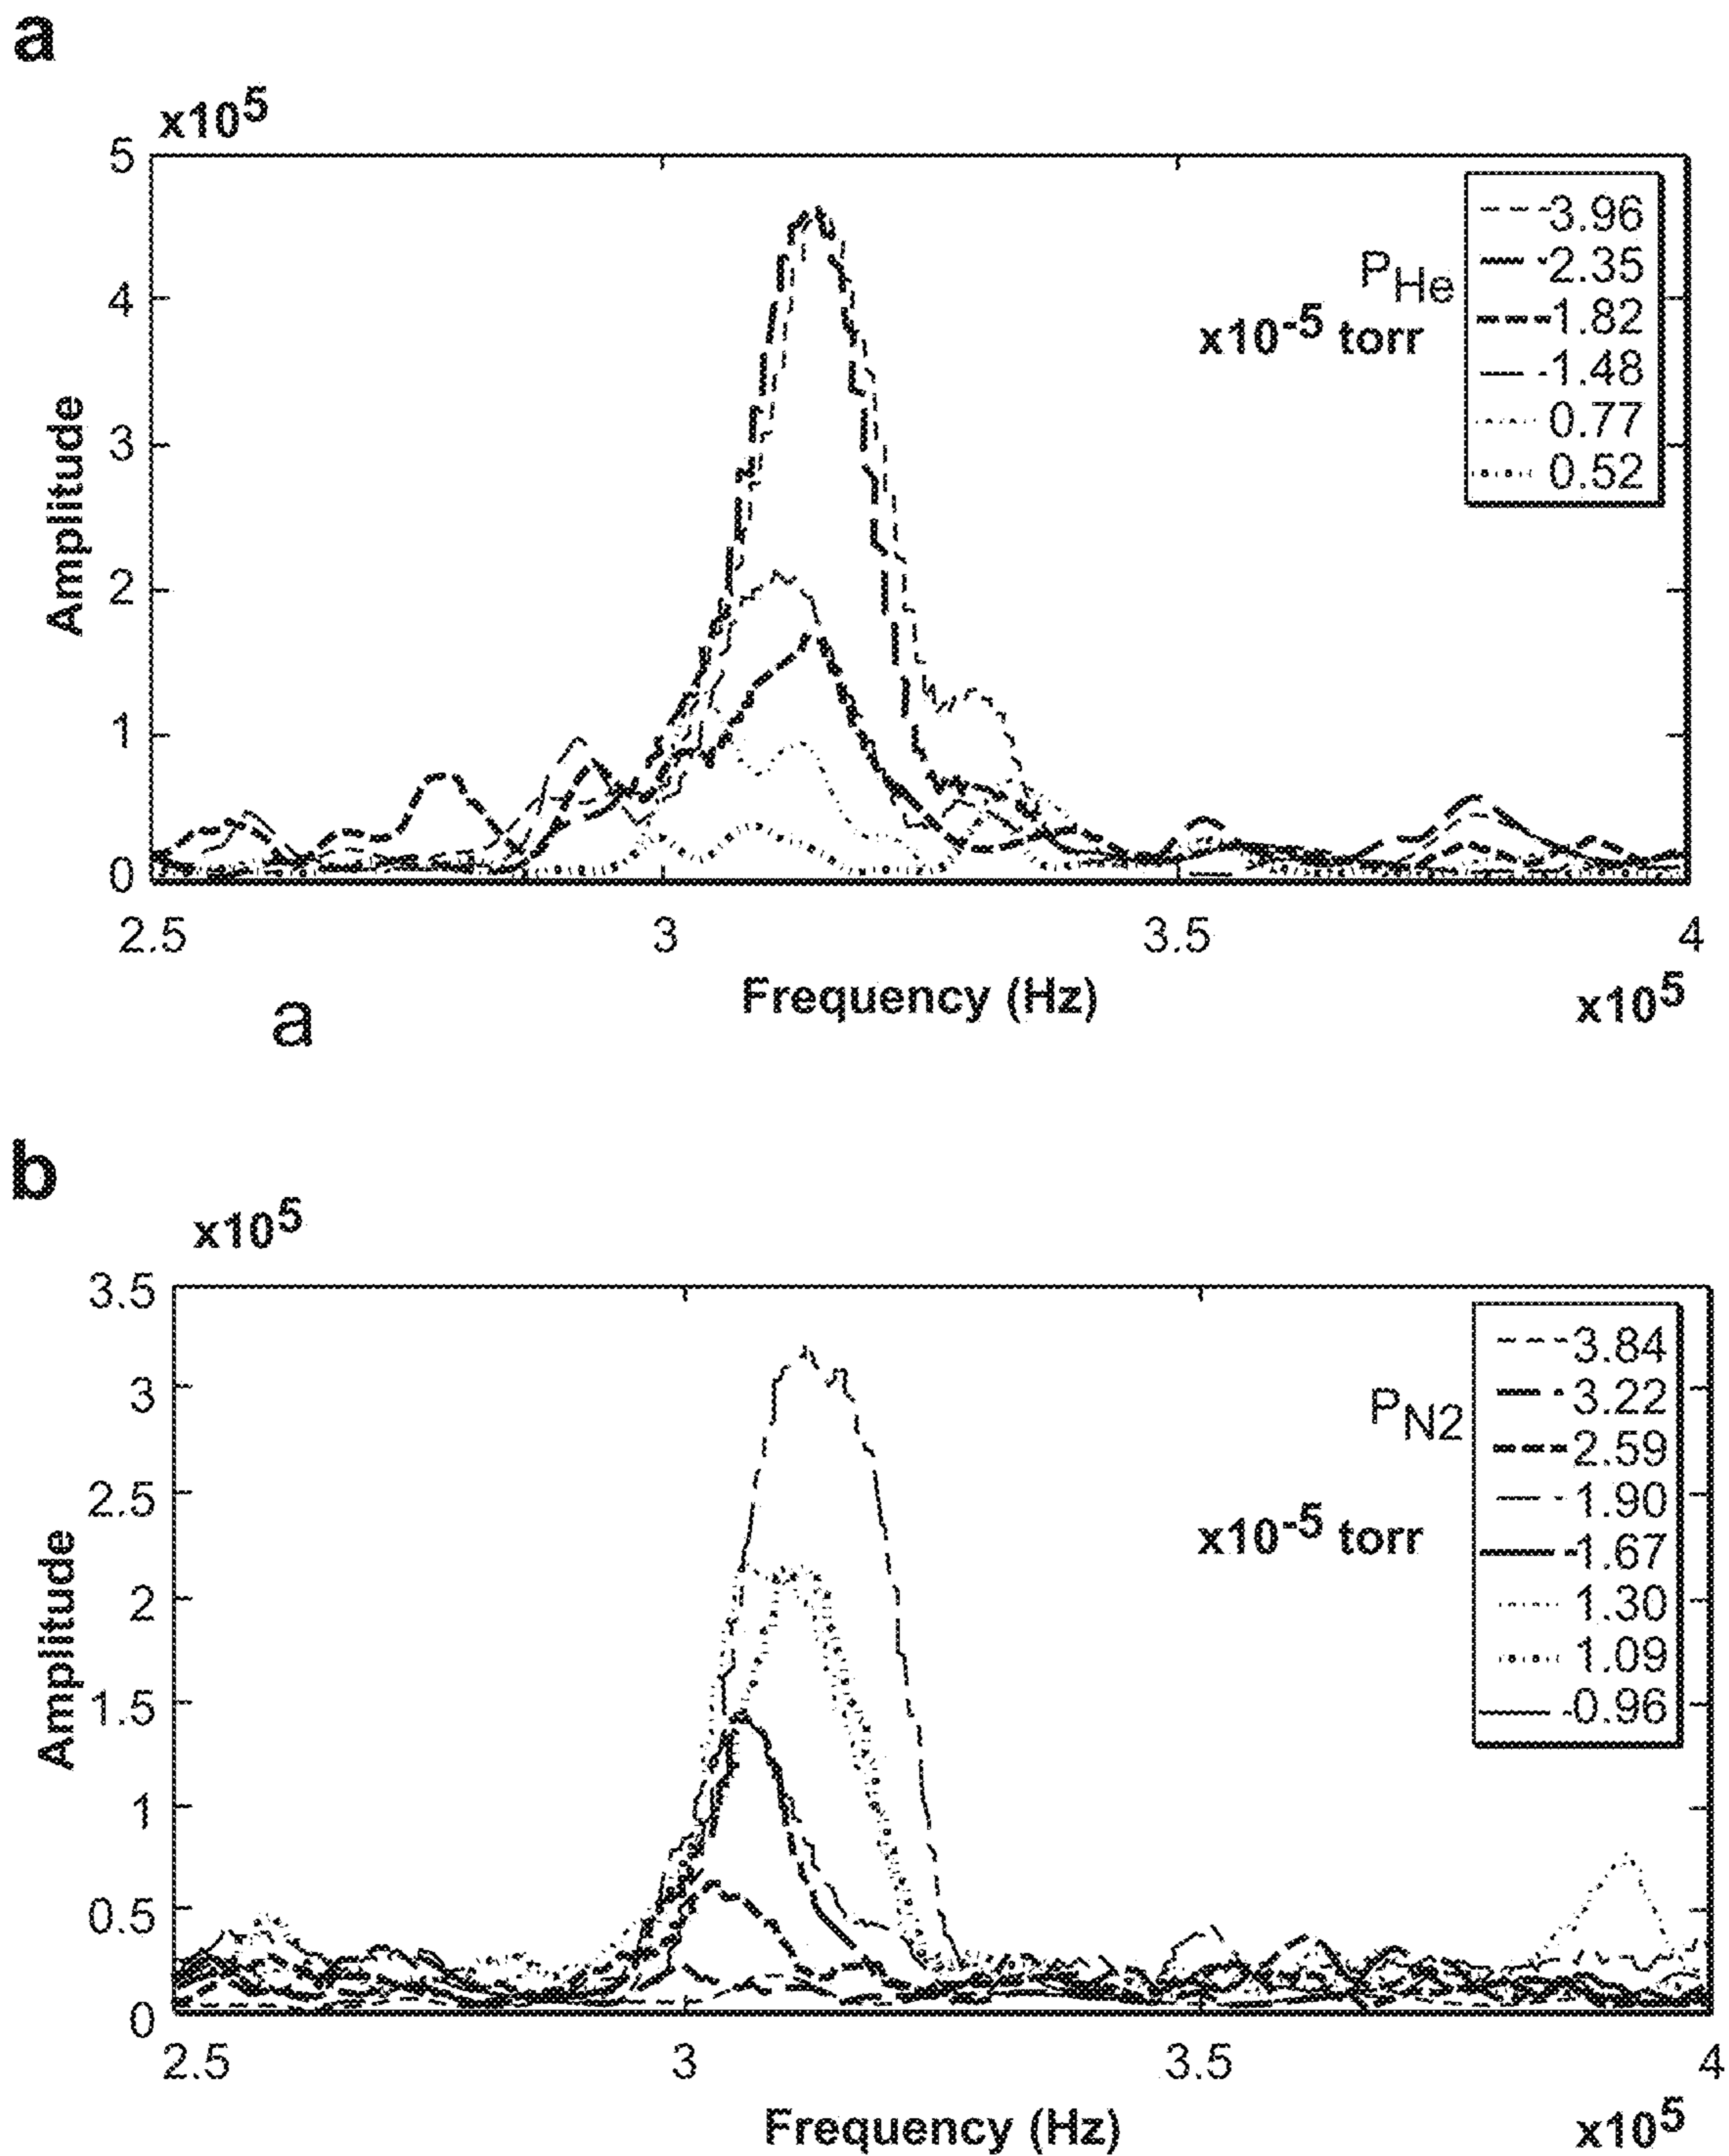 a
x10^5
5
4
3
2
1
0
Amplitude
P_He
x10^-5 torr
3.96
2.35
1.82
1.48
0.77
0.52
2.5 3 3.5 4
Frequency (Hz)
x10^5
a
b
x10^5
3.5
3
2.5
2
1.5
1
0.5
0
Amplitude
P_N2
x10^-5 torr
3.84
3.22
2.59
1.90
1.67
1.30
1.09
0.96
2.5 3 3.5 4
Frequency (Hz)
x10^5